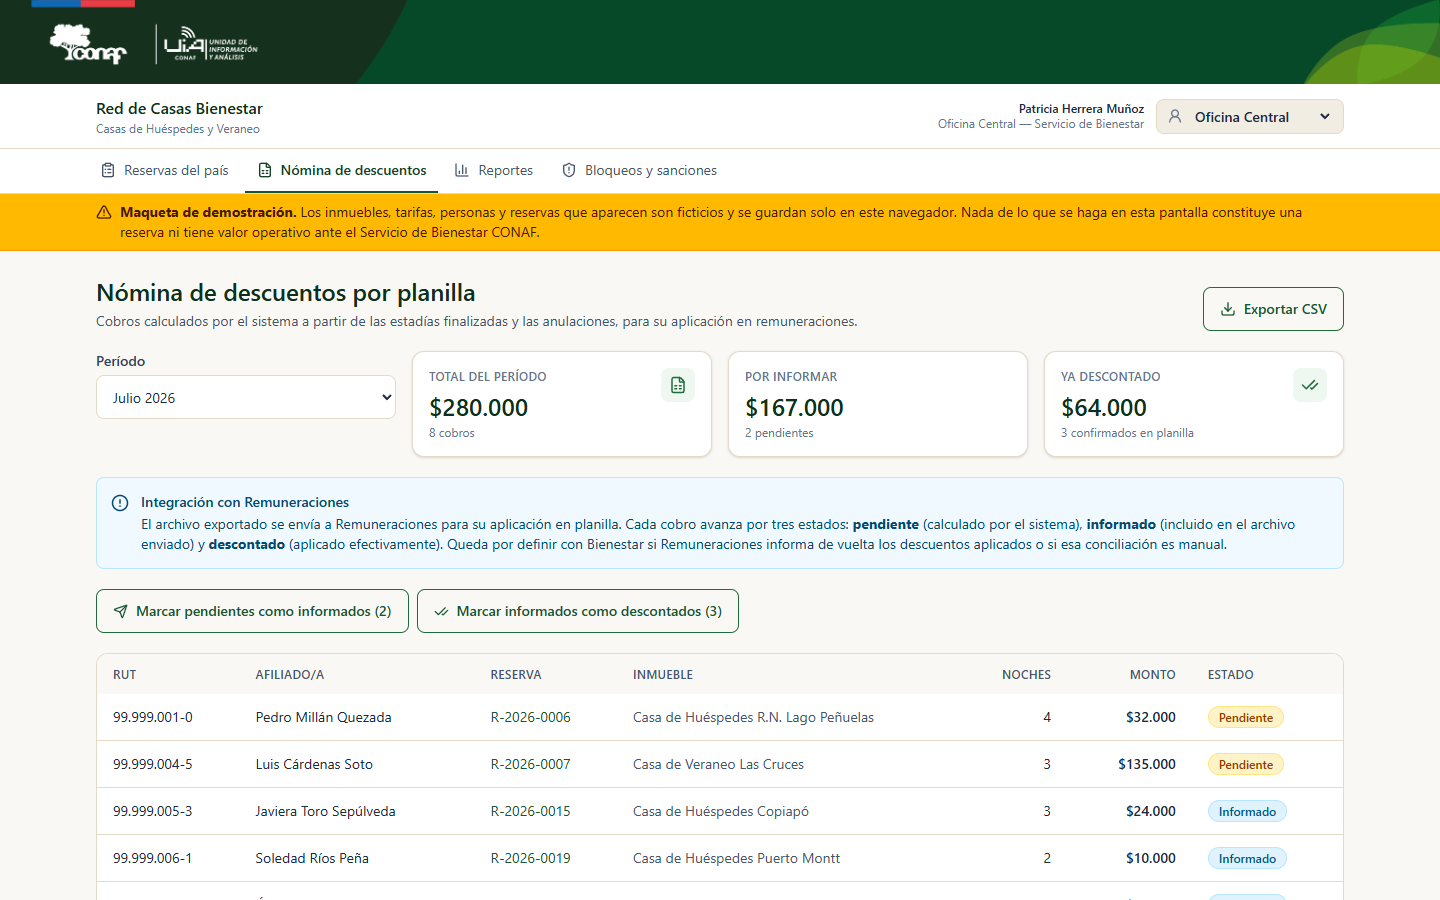 conaf
UIA
CONAF
UNIDAD DE
INFORMACIÓN
Y ANÁLISIS
Red de Casas Bienestar
Casas de Huéspedes y Veraneo
Patricia Herrera Muñoz
Oficina Central — Servicio de Bienestar
Oficina Central
Reservas del país
Nómina de descuentos
Reportes
Bloqueos y sanciones
Maqueta de demostración. Los inmuebles, tarifas, personas y reservas que aparecen son ficticios y se guardan solo en este navegador. Nada de lo que se haga en esta pantalla constituye una
reserva ni tiene valor operativo ante el Servicio de Bienestar CONAF.
Nómina de descuentos por planilla
Cobros calculados por el sistema a partir de las estadías finalizadas y las anulaciones, para su aplicación en remuneraciones.
Exportar CSV
Período
Julio 2026
TOTAL DEL PERÍODO
$280.000
8 cobros
POR INFORMAR
$167.000
2 pendientes
YA DESCONTADO
$64.000
3 confirmados en planilla
Integración con Remuneraciones
El archivo exportado se envía a Remuneraciones para su aplicación en planilla. Cada cobro avanza por tres estados: pendiente (calculado por el sistema), informado (incluido en el archivo
enviado) y descontado (aplicado efectivamente). Queda por definir con Bienestar si Remuneraciones informa de vuelta los descuentos aplicados o si esa conciliación es manual.
Marcar pendientes como informados (2)
Marcar informados como descontados (3)
RUT AFILIADO/A RESERVA INMUEBLE NOCHES MONTO ESTADO
99.999.001-0 Pedro Millán Quezada R-2026-0006 Casa de Huéspedes R.N. Lago Peñuelas 4 $32.000 Pendiente
99.999.004-5 Luis Cárdenas Soto R-2026-0007 Casa de Veraneo Las Cruces 3 $135.000 Pendiente
99.999.005-3 Javiera Toro Sepúlveda R-2026-0015 Casa de Huéspedes Copiapó 3 $24.000 Informado
99.999.006-1 Soledad Ríos Peña R-2026-0019 Casa de Huéspedes Puerto Montt 2 $10.000 Informado